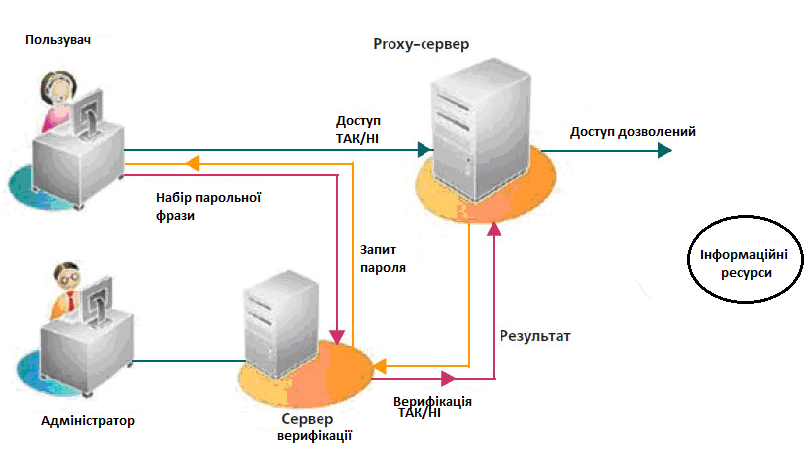 Пользувач
Proxy-сервер
Доступ
ТАК/НІ
Доступ дозволений
Набір парольної
фрази
Запит
пароля
Інформаційні
ресурси
Результат
Верифікація
ТАК/НІ
Адміністратор
Сервер
верифікації